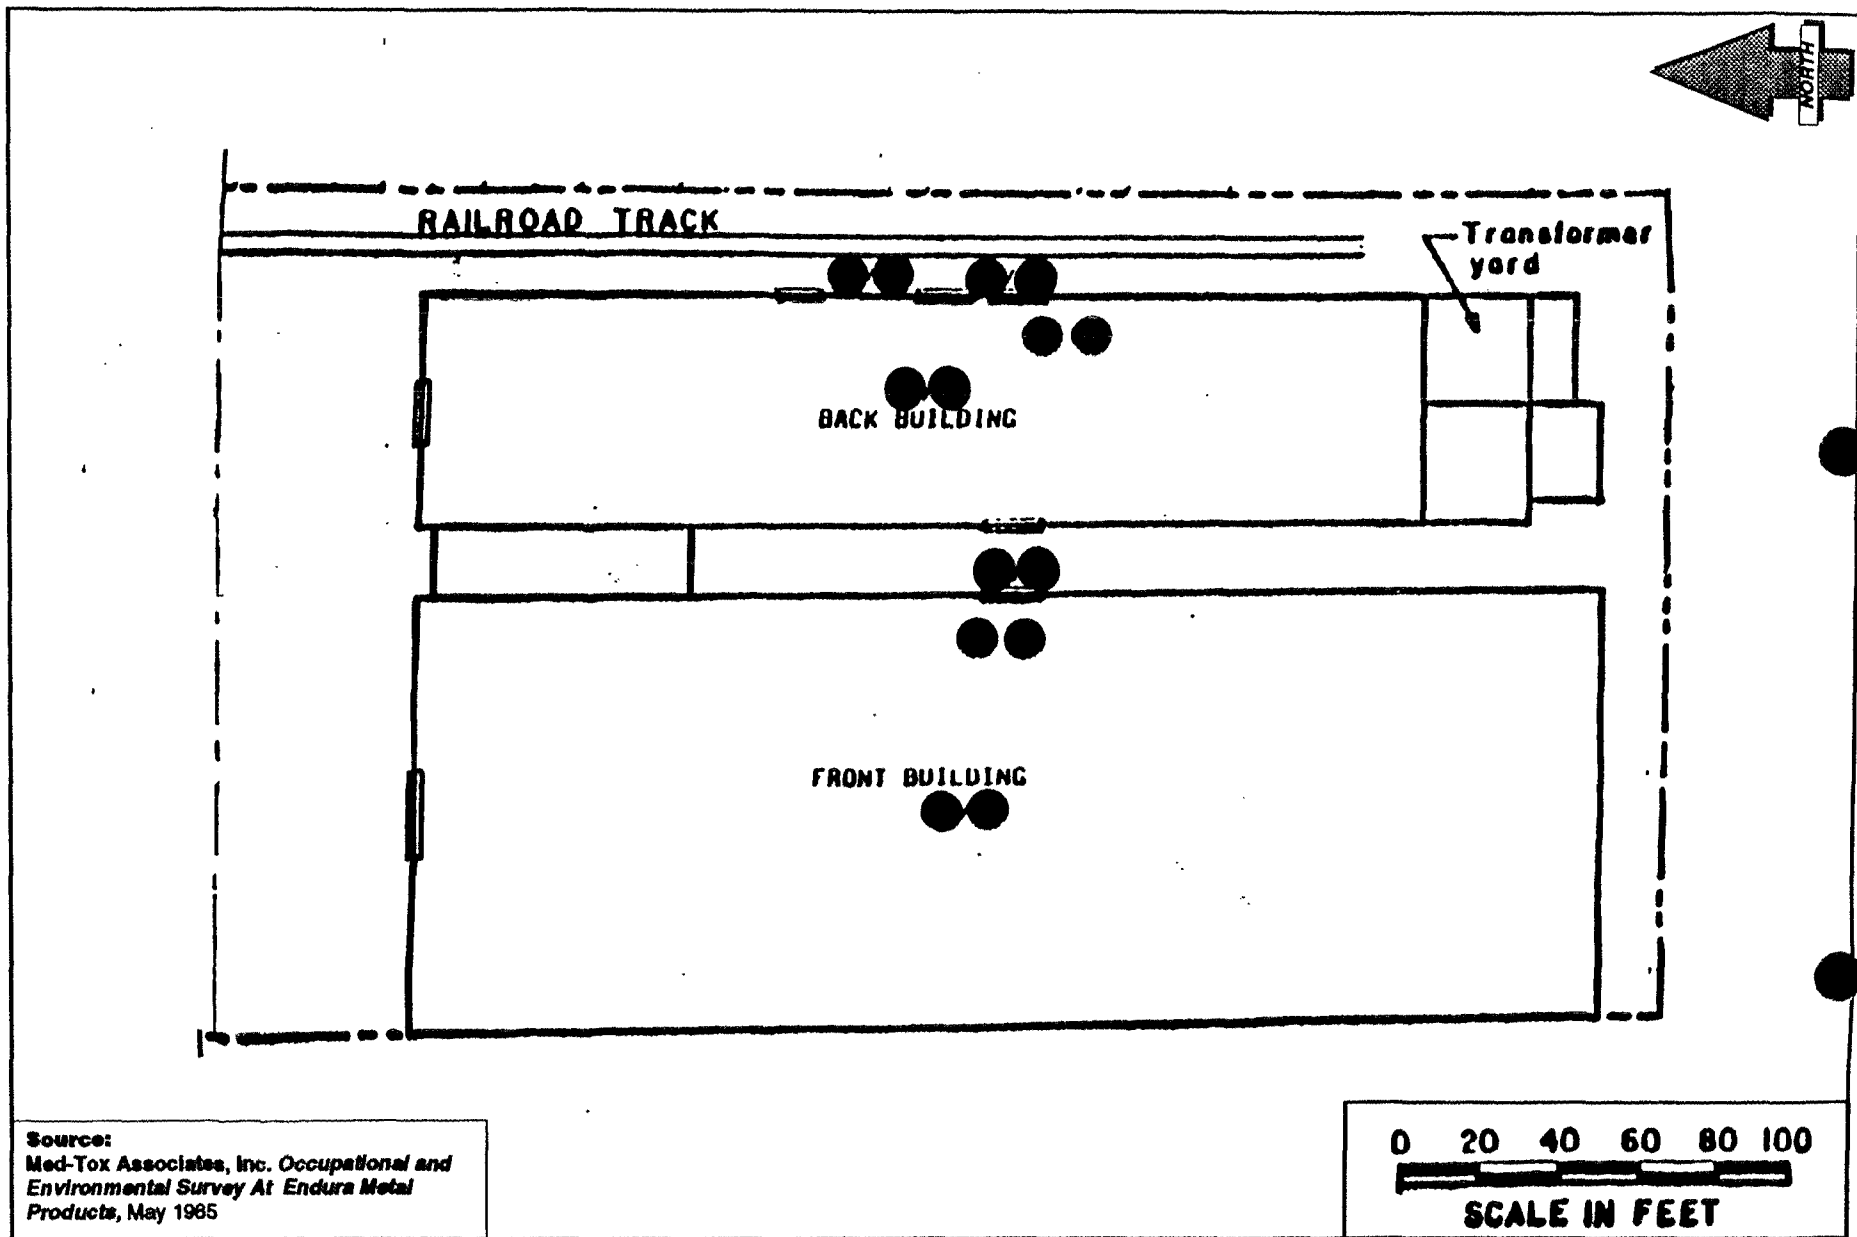 NORTH
RAILROAD TRACK
Transformer
yard
BACK BUILDING
FRONT BUILDING
Source:
Med-Tox Associates, Inc. Occupational and
Environmental Survey At Endura Metal
Products, May 1985
0 20 40 60 80 100
SCALE IN FEET